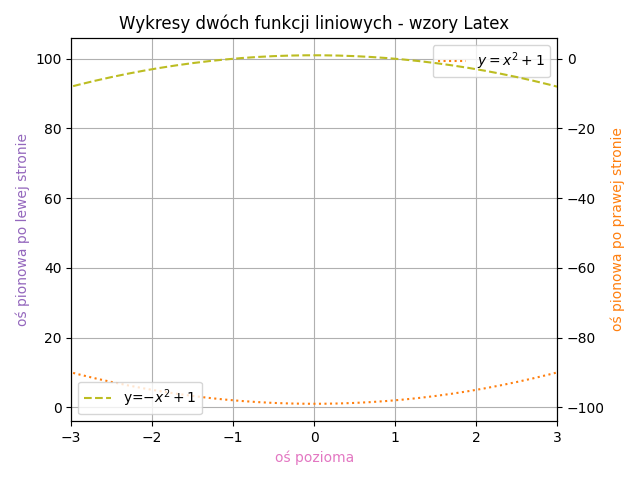 Wykresy dwóch funkcji liniowych - wzory Latex
y = x² + 1
100
80
60
40
20
0
oś pionowa po lewej stronie
0
−20
−40
−60
−80
−100
oś pionowa po prawej stronie
y=−x² + 1
−3 −2 −1 0 1 2 3
oś pozioma